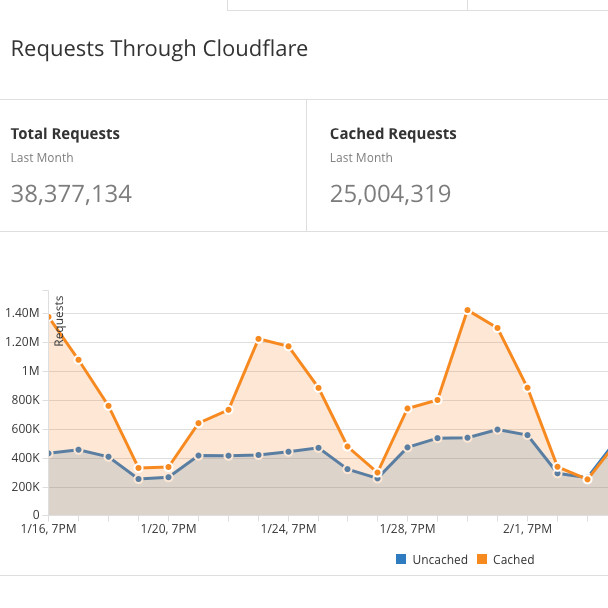 Requests Through Cloudflare
Total Requests
Last Month
38,377,134
Cached Requests
Last Month
25,004,319
Requests
1.40M
1.20M
1M
800K
600K
400K
200K
0
1/16, 7PM 1/20, 7PM 1/24, 7PM 1/28, 7PM 2/1, 7PM
Uncached Cached